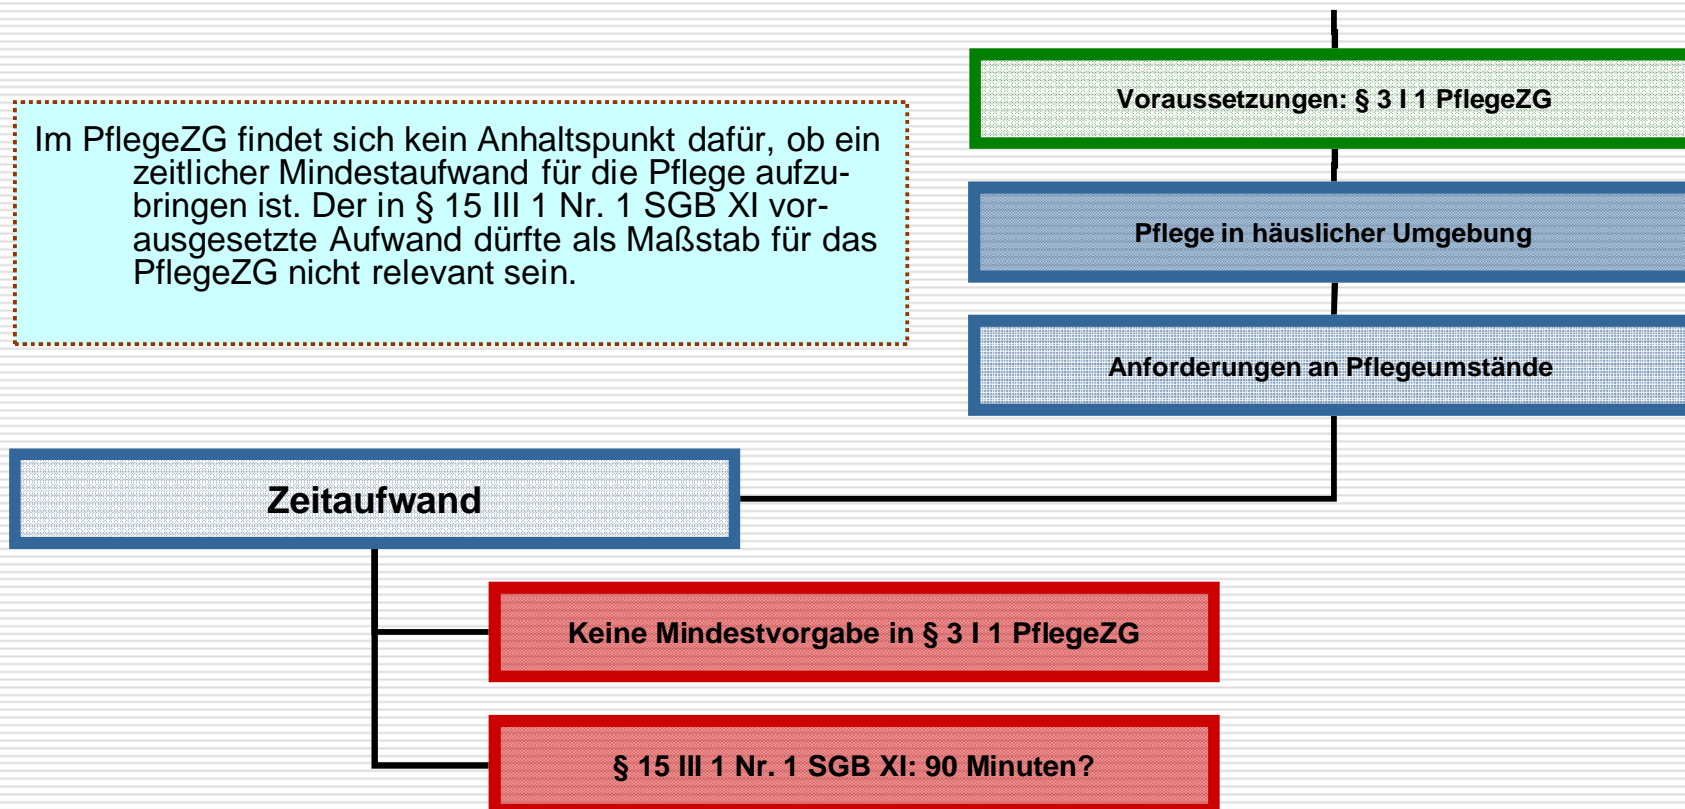 Voraussetzungen: § 3 I 1 PflegeZG
Im PflegeZG findet sich kein Anhaltspunkt dafür, ob ein
zeitlicher Mindestaufwand für die Pflege aufzu-
bringen ist. Der in § 15 III 1 Nr. 1 SGB XI vor-
ausgesetzte Aufwand dürfte als Maßstab für das
PflegeZG nicht relevant sein.
Pflege in häuslicher Umgebung
Anforderungen an Pflegeumstände
Zeitaufwand
Keine Mindestvorgabe in § 3 I 1 PflegeZG
§ 15 III 1 Nr. 1 SGB XI: 90 Minuten?